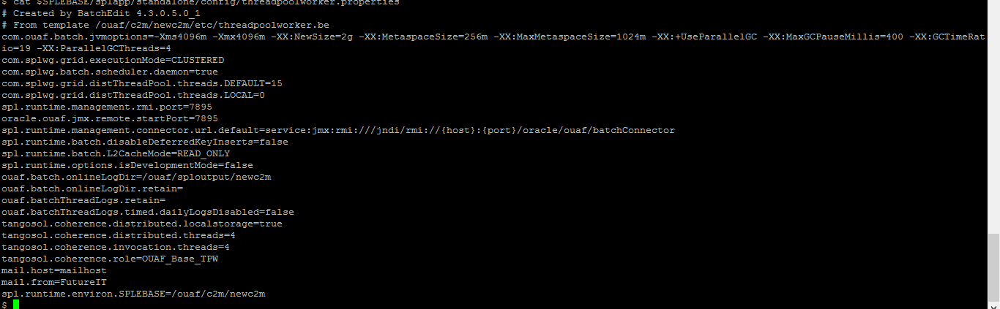 $ cat $SPLEBASE/splapp/standalone/config/threadpoolworker.properties
# Created by BatchEdit 4.3.0.5.0_1
# From template /ouaf/c2m/newc2m/etc/threadpoolworker.be
com.ouaf.batch.jvmoptions=-Xms4096m -Xmx4096m -XX:NewSize=2g -XX:MetaspaceSize=256m -XX:MaxMetaspaceSize=1024m -XX:+UseParallelGC -XX:MaxGCPauseMillis=400 -XX:GCTimeRat
io=19 -XX:ParallelGCThreads=4
com.splwg.grid.executionMode=CLUSTERED
com.splwg.batch.scheduler.daemon=true
com.splwg.grid.distThreadPool.threads.DEFAULT=15
com.splwg.grid.distThreadPool.threads.LOCAL=0
spl.runtime.management.rmi.port=7895
oracle.ouaf.jmx.remote.startPort=7895
spl.runtime.management.connector.url.default=service:jmx:rmi:///jndi/rmi://{host}:{port}/oracle/ouaf/batchConnector
spl.runtime.batch.disableDeferredKeyInserts=false
spl.runtime.batch.L2CacheMode=READ_ONLY
spl.runtime.options.isDevelopmentMode=false
ouaf.batch.onlineLogDir=/ouaf/sploutput/newc2m
ouaf.batch.onlineLogDir.retain=
ouaf.batchThreadLogs.retain=
ouaf.batchThreadLogs.timed.dailyLogsDisabled=false
tangosol.coherence.distributed.localstorage=true
tangosol.coherence.distributed.threads=4
tangosol.coherence.invocation.threads=4
tangosol.coherence.role=OUAF_Base_TPW
mail.host=mailhost
mail.from=FutureIT
spl.runtime.environ.SPLEBASE=/ouaf/c2m/newc2m
$